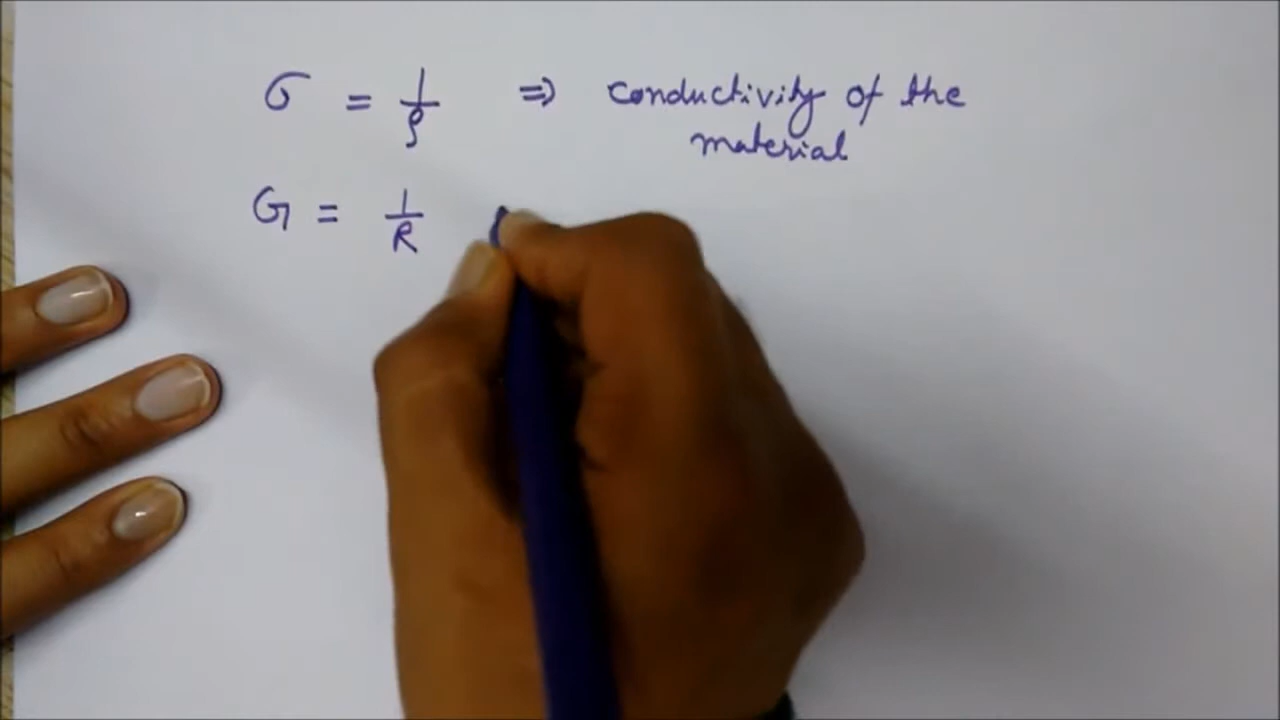 σ = 1/ρ ⇒ conductivity of the
material
G = 1/R